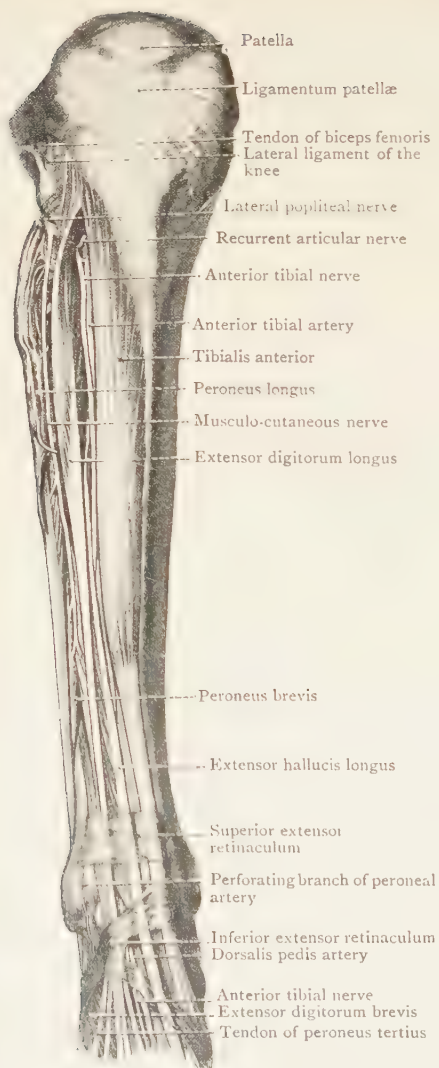 Patella
Ligamentum patellæ
Tendon of biceps femoris
Lateral ligament of the
knee
Lateral popliteal nerve
Recurrent articular nerve
Anterior tibial nerve
Anterior tibial artery
Tibialis anterior
Peroneus longus
Musculo-cutaneous nerve
Extensor digitorum longus
Peroneus brevis
Extensor hallucis longus
Superior extensor
retinaculum
Perforating branch of peroneal
artery
Inferior extensor retinaculum
Dorsalis pedis artery
Anterior tibial nerve
Extensor digitorum brevis
Tendon of peroneus tertius